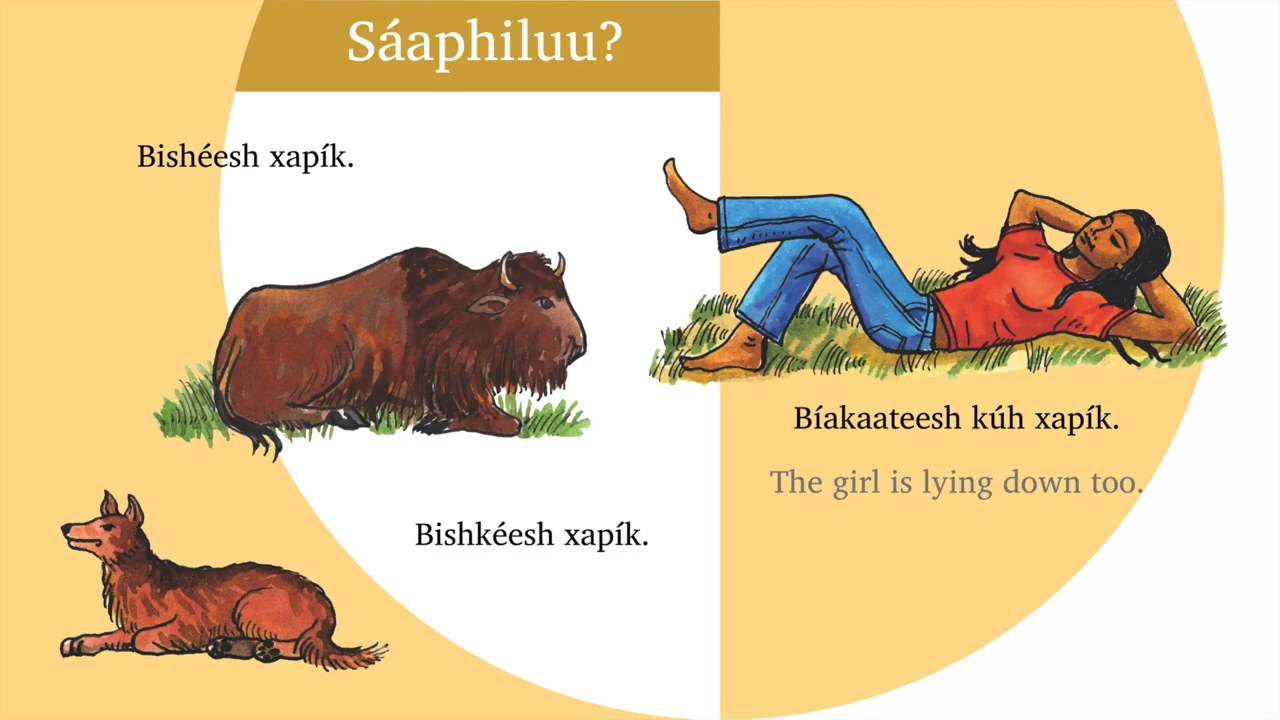 Sáaphiluu?
Bishéesh xapík.
Bishkéesh xapík.
Bíakaateesh kúh xapík.
The girl is lying down too.